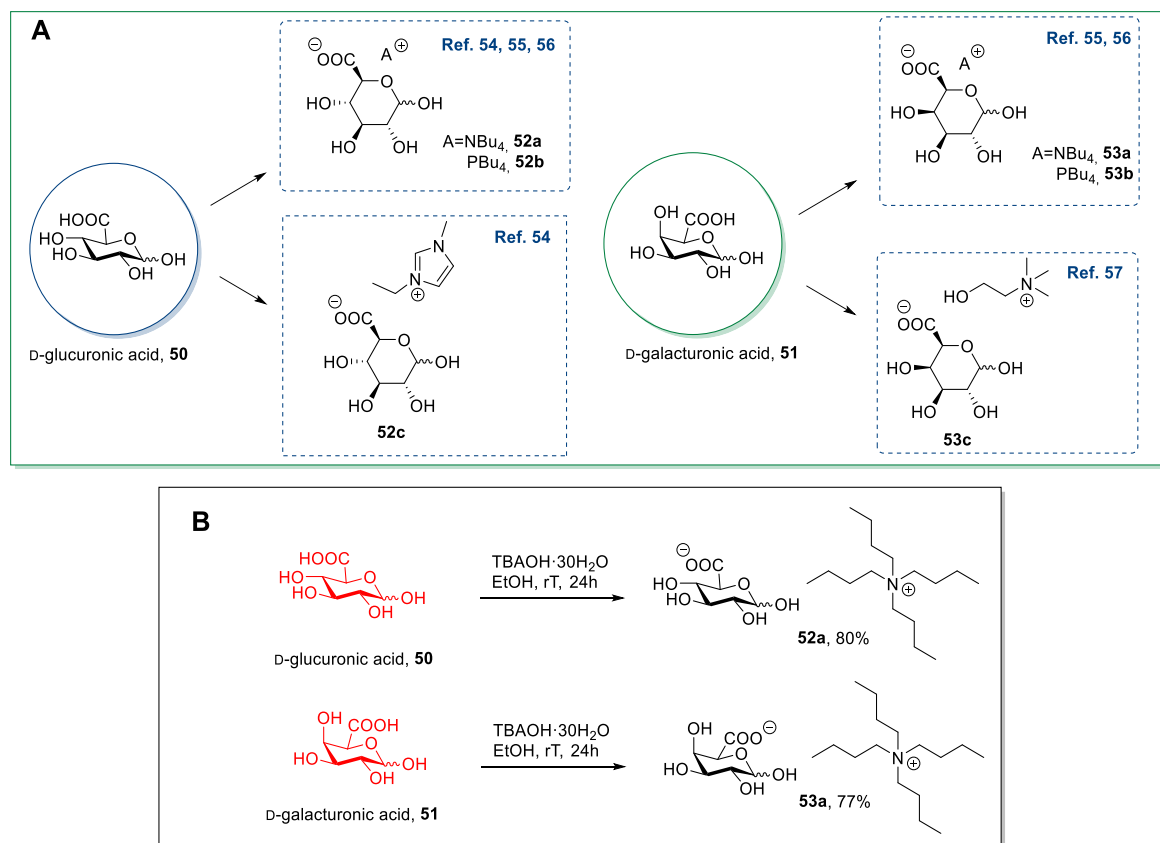 A
⊖
OOC
A⊕
Ref. 54, 55, 56
O
HO
OH
HO
OH
A=NBu4, 52a
PBu4, 52b
HOOC
HO
HO
O
OH
OH
D-glucuronic acid, 50
Ref. 54
N
N
⊕
⊖
OOC
O
HO
OH
HO
OH
52c
⊖
OOC
A⊕
Ref. 55, 56
O
HO
OH
HO
OH
A=NBu4, 53a
PBu4, 53b
OH
COOH
O
HO
OH
OH
D-galacturonic acid, 51
Ref. 57
HO
N
⊕
⊖
OOC
O
HO
OH
HO
OH
53c
B
HOOC
HO
HO
O
OH
OH
D-glucuronic acid, 50
TBAOH·30H2O
EtOH, rT, 24h
⊖
OOC
HO
HO
O
OH
OH
N
⊕
52a, 80%
OH
COOH
O
HO
OH
OH
D-galacturonic acid, 51
TBAOH·30H2O
EtOH, rT, 24h
OH
COO⊖
O
HO
OH
OH
N
⊕
53a, 77%